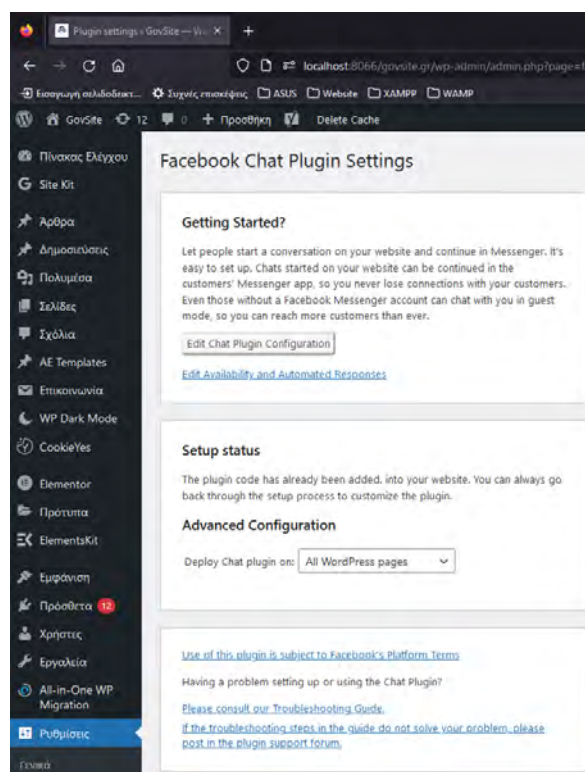 Plugin settings ‹ GovSite — W
localhost:8066/govsite.gr/wp-admin/admin.php?page=f
Εισαγωγή σελιδοδεικτ... Συχνές επισκέψεις ASUS Website XAMPP WAMP
GovSite 12 0 Προσθήκη Delete Cache
Πίνακας Ελέγχου
Site Kit
Άρθρα
Δημοσιεύσεις
Πολυμέσα
Σελίδες
Σχόλια
AE Templates
Επικοινωνία
WP Dark Mode
CookieYes
Elementor
Πρότυπα
ElementsKit
Εμφάνιση
Πρόσθετα 12
Χρήστες
Εργαλεία
All-in-One WP
Migration
Ρυθμίσεις
Γενικά
Facebook Chat Plugin Settings
Getting Started?
Let people start a conversation on your website and continue in Messenger. It's
easy to set up. Chats started on your website can be continued in the
customers' Messenger app, so you never lose connections with your customers.
Even those without a Facebook Messenger account can chat with you in guest
mode, so you can reach more customers than ever.
Edit Chat Plugin Configuration
Edit Availability and Automated Responses
Setup status
The plugin code has already been added. into your website. You can always go
back through the setup process to customize the plugin.
Advanced Configuration
Deploy Chat plugin on: All WordPress pages
Use of this plugin is subject to Facebook's Platform Terms
Having a problem setting up or using the Chat Plugin?
Please consult our Troubleshooting Guide.
If the troubleshooting steps in the guide do not solve your problem, please
post in the plugin support forum.